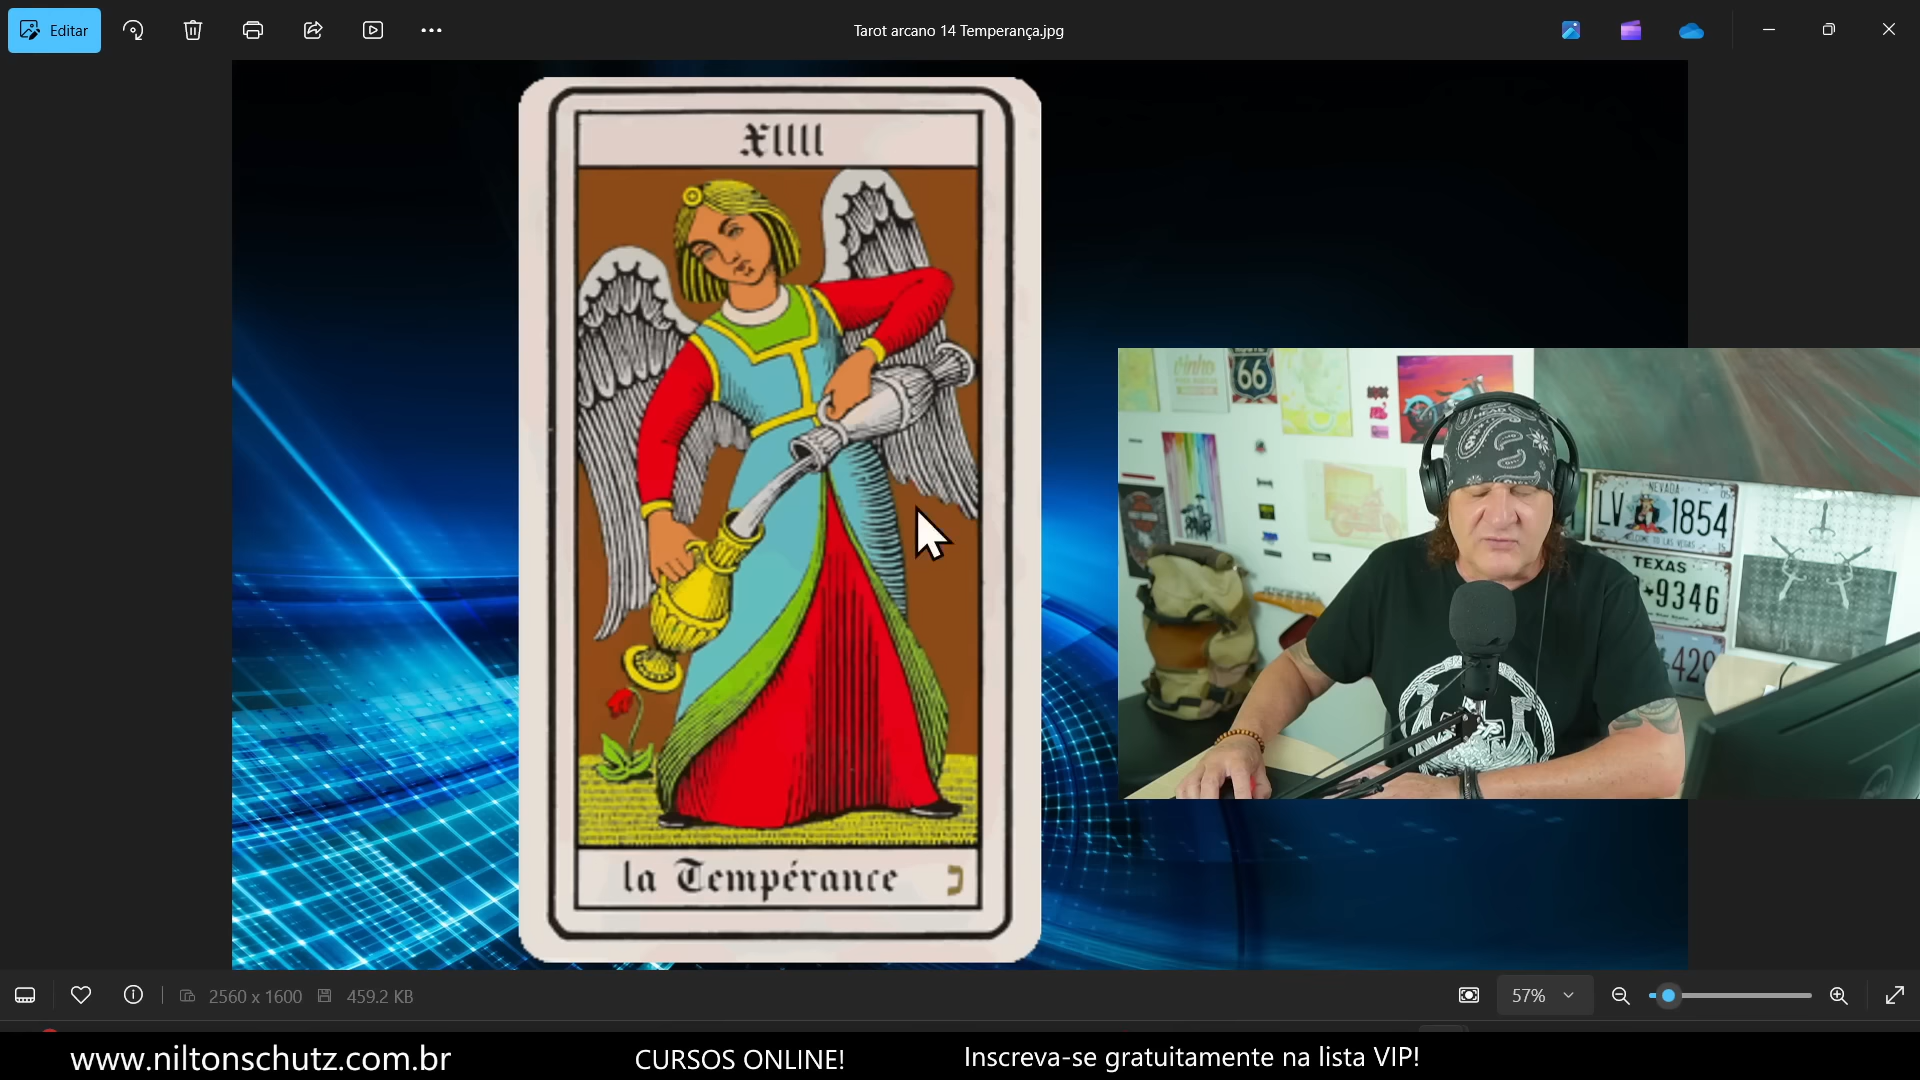 Editar
Tarot arcano 14 Temperança.jpg
XIIII
la Tempérance כ
66
NEVADA
LV 1854
TEXAS
9346
429
2560 x 1600
459.2 KB
57%
www.niltonschutz.com.br
CURSOS ONLINE!
Inscreva-se gratuitamente na lista VIP!